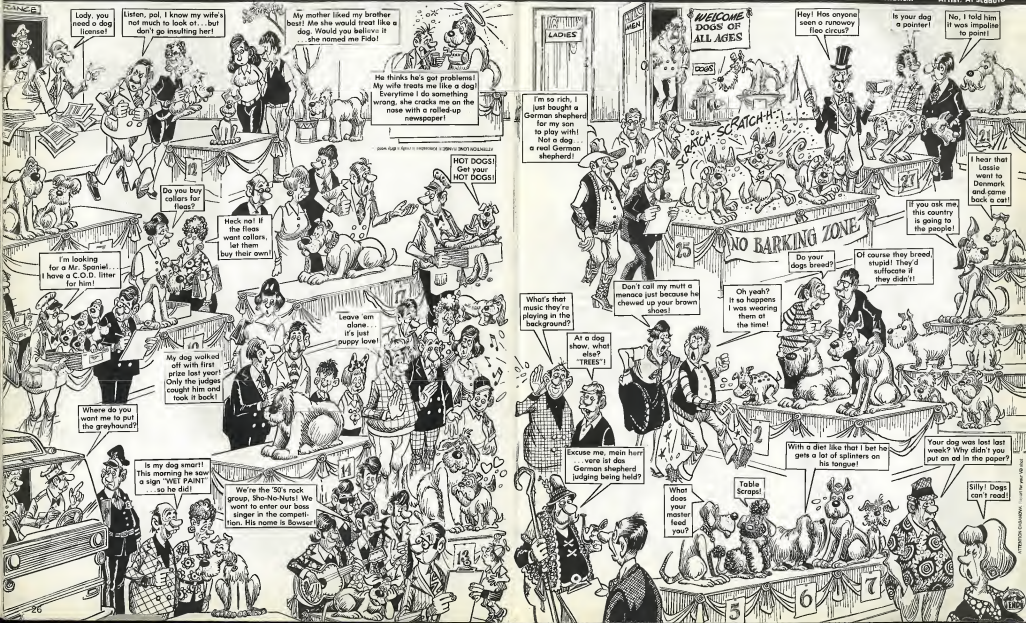 Lady, you
need a dog
license!
Listen, pal, I know my wife's
not much to look at...but
don't go insulting her!
My mother liked my brother
best! Me she would treat like a
dog. Would you believe it
...she named me Fido!
He thinks he's got problems!
My wife treats me like a dog!
Everytime I do something
wrong, she cracks me on the
nose with a rolled-up
newspaper!
12
Do you buy
collars for
fleas?
Heck no! If
the fleas
want collars,
let them
buy their own!
HOT DOGS!
Get your
HOT DOGS!
I'm looking
for a Mr. Spaniel...
I have a C.O.D. litter
for him!
17
Leave 'em
alone...
it's just
puppy love!
My dog walked
off with first
prize last year!
Only the judges
caught him and
took it back!
Where do you
want me to put
the greyhound?
Is my dog smart!
This morning he saw
a sign "WET PAINT"
...so he did!
We're the '50's rock
group, Sha-No-Nuts! We
want to enter our boss
singer in the competi-
tion. His name is Bowser!
13
26
LADIES
MEN
WELCOME
DOGS OF
ALL AGES
DOGS
I'm so rich, I
just bought a
German shepherd
for my son
to play with!
Not a dog...
a real German
shepherd!
SCRATCH-SCRATCH-
Hey! Has anyone
seen a runaway
flea circus?
Is your dog
a pointer!
No, I told him
it was impolite
to point!
21
I hear that
Lassie
went to
Denmark
and came
back a cat!
If you ask me,
this country
is going to
the people!
25
NO BARKING ZONE
What's that
music they're
playing in the
background?
At a dog
show, what
else?
"TREES"!
Don't call my mutt a
menace just because he
chewed up your brown
shoes!
Oh yeah?
It so happens
I was wearing
them at
the time!
Do your
dogs breed?
Of course they breed,
stupid! They'd
suffocate if
they didn't!
2
Excuse me, mein herr
...vere ist das
German shepherd
judging being held?
What
does
your
master
feed
you?
Table
Scraps!
With a diet like that I bet he
gets a lot of splinters on
his tongue!
Your dog was lost last
week? Why didn't you
put an ad in the paper?
Silly! Dogs
can't read!
5
6
7
END